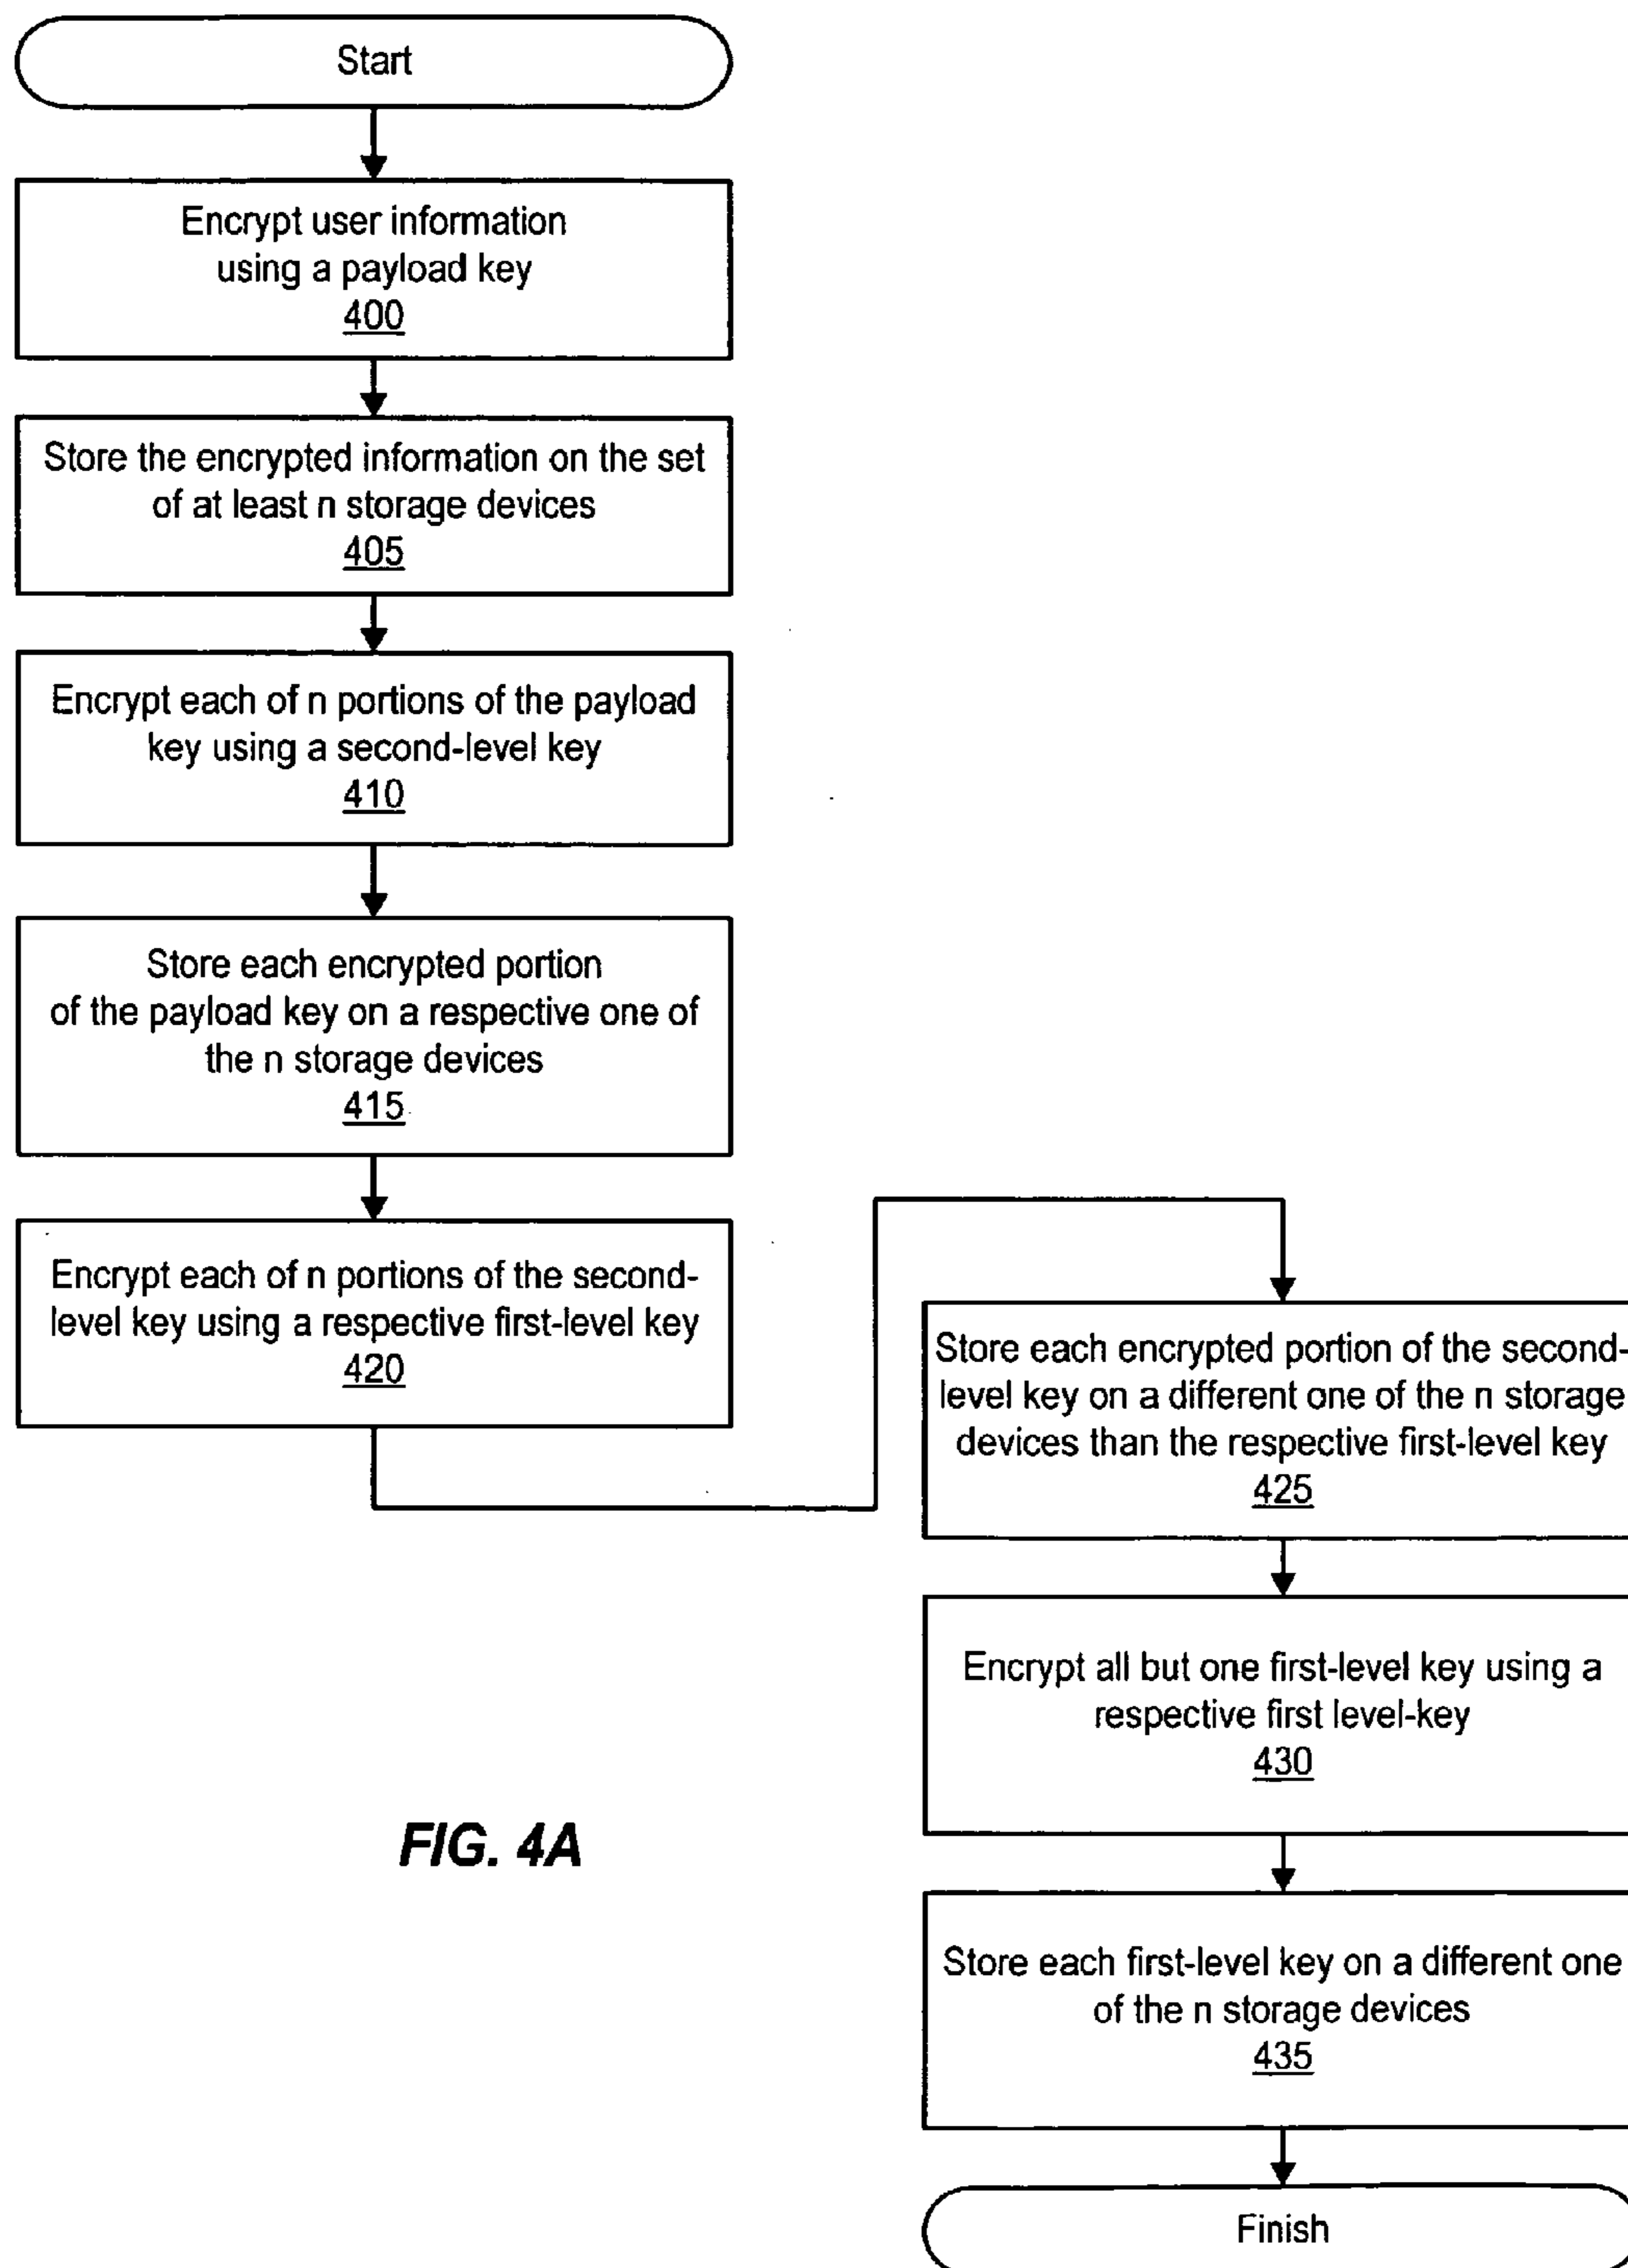 Start
Encrypt user information
using a payload key
400
Store the encrypted information on the set
of at least n storage devices
405
Encrypt each of n portions of the payload
key using a second-level key
410
Store each encrypted portion
of the payload key on a respective one of
the n storage devices
415
Encrypt each of n portions of the second-
level key using a respective first-level key
420
Store each encrypted portion of the second-
level key on a different one of the n storage
devices than the respective first-level key
425
Encrypt all but one first-level key using a
respective first level-key
430
Store each first-level key on a different one
of the n storage devices
435
Finish
FIG. 4A